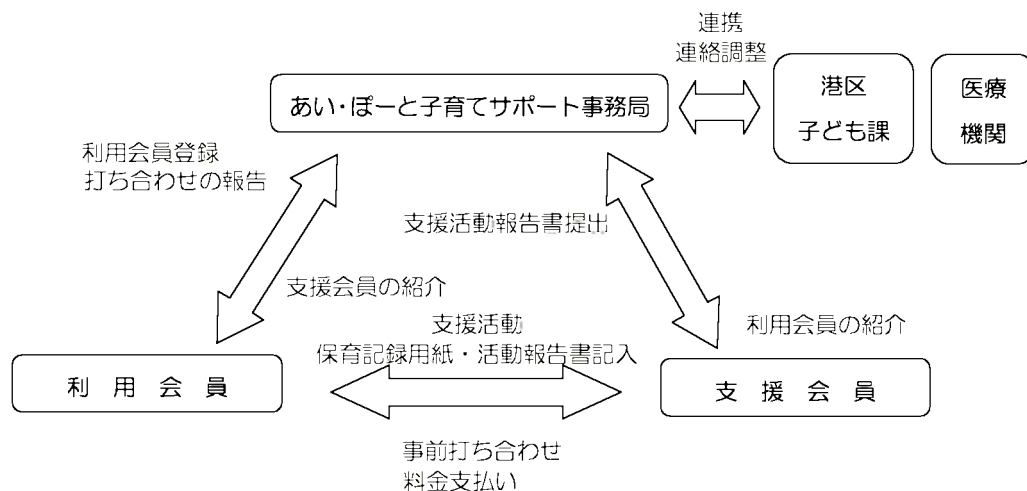 連携
連絡調整
港区
子ども課
医療
機関
あい・ぽーと子育てサポート事務局
利用会員登録
打ち合わせの報告
支援活動報告書提出
支援会員の紹介
利用会員の紹介
支援活動
保育記録用紙・活動報告書記入
利用会員
支援会員
事前打ち合わせ
料金支払い